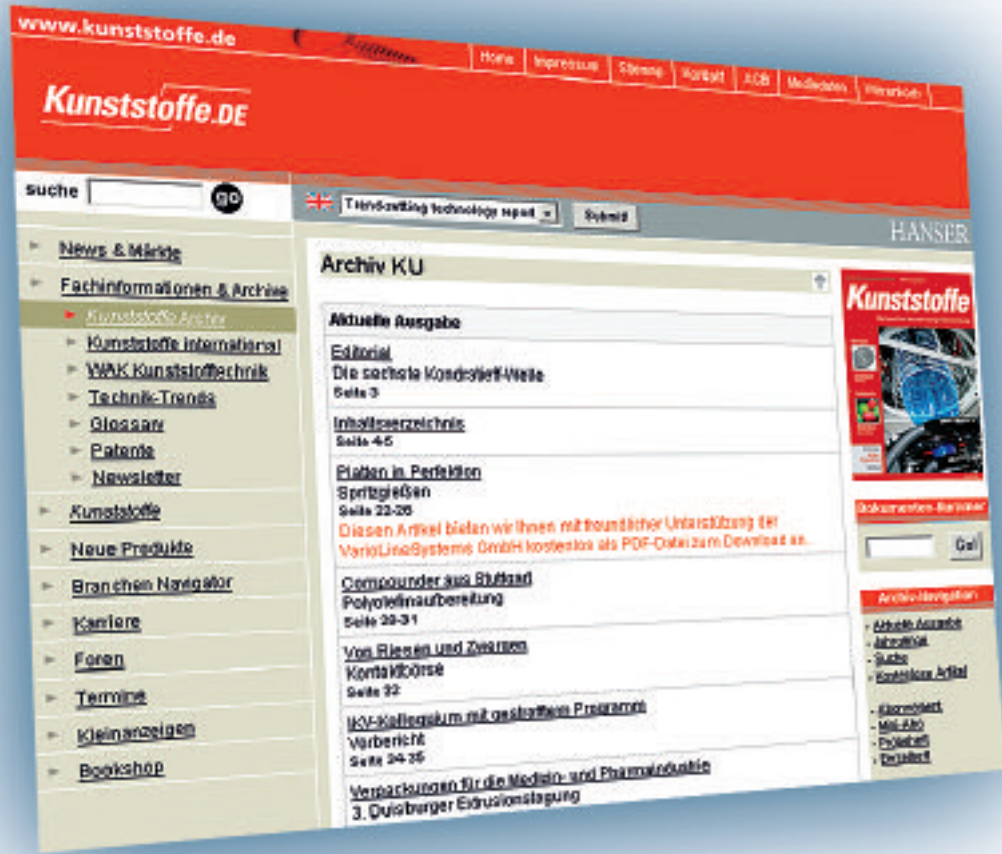 www.kunststoffe.de
Home Impressum Sitemap Kontakt AGB Mediadaten Warenkorb
Kunststoffe.DE
suche go
Trend-setting technology report Submit
HANSER
News & Märkte
Fachinformationen & Archive
Kunststoffe Archiv
Kunststoffe international
WAK Kunststofftechnik
Technik-Trends
Glossary
Patente
Newsletter
Kunststoffe
Neue Produkte
Branchen Navigator
Karriere
Foren
Termine
Kleinanzeigen
Bookshop
Archiv KU
Aktuelle Ausgabe
Editorial
Die sechste Kondratieff-Welle
Seite 3
Inhaltsverzeichnis
Seite 4-5
Platten in Perfektion
Spritzgießen
Seite 22-26
Diesen Artikel bieten wir Ihnen mit freundlicher Unterstützung der
VarioLineSystems GmbH kostenlos als PDF-Datei zum Download an.
Compounder aus Stuttgart
Polyolefinaufbereitung
Seite 28-31
Von Riesen und Zwergen
Kontaktbörse
Seite 32
IKV-Kolloquium mit gestrafftem Programm
Vorbericht
Seite 34-35
Verpackungen für die Medizin- und Pharmaindustrie
3. Duisburger Extrusionstagung
Kunststoffe
Dokumenten-Nummer
Go!
Archiv-Navigation
Aktuelle Ausgabe
Jahrgänge
Suche
Kostenlose Artikel
Mini-Abo
Probeheft